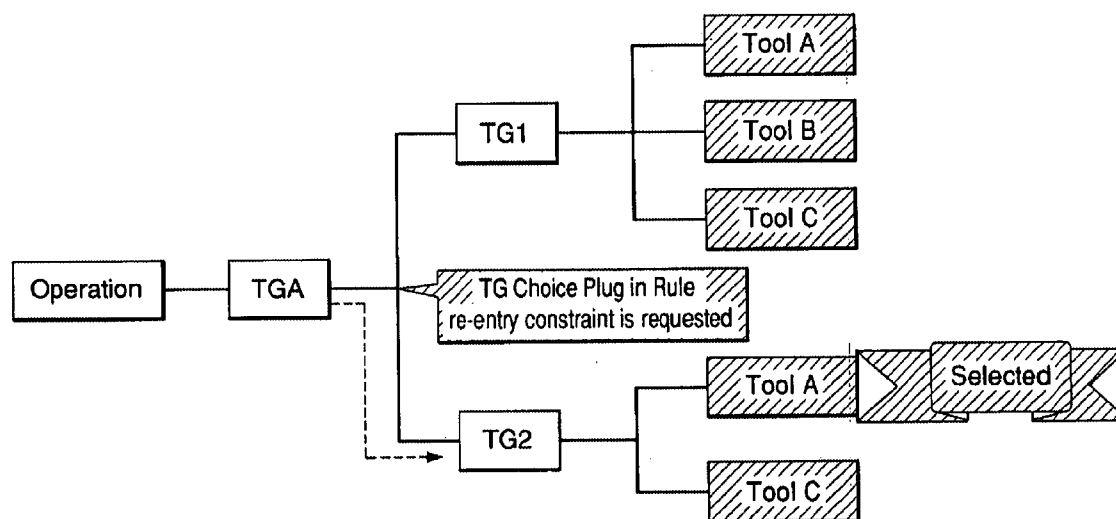 Tool A
TG1
Tool B
Tool C
Operation
TGA
TG Choice Plug in Rule
re-entry constraint is requested
Tool A
Selected
TG2
Tool C